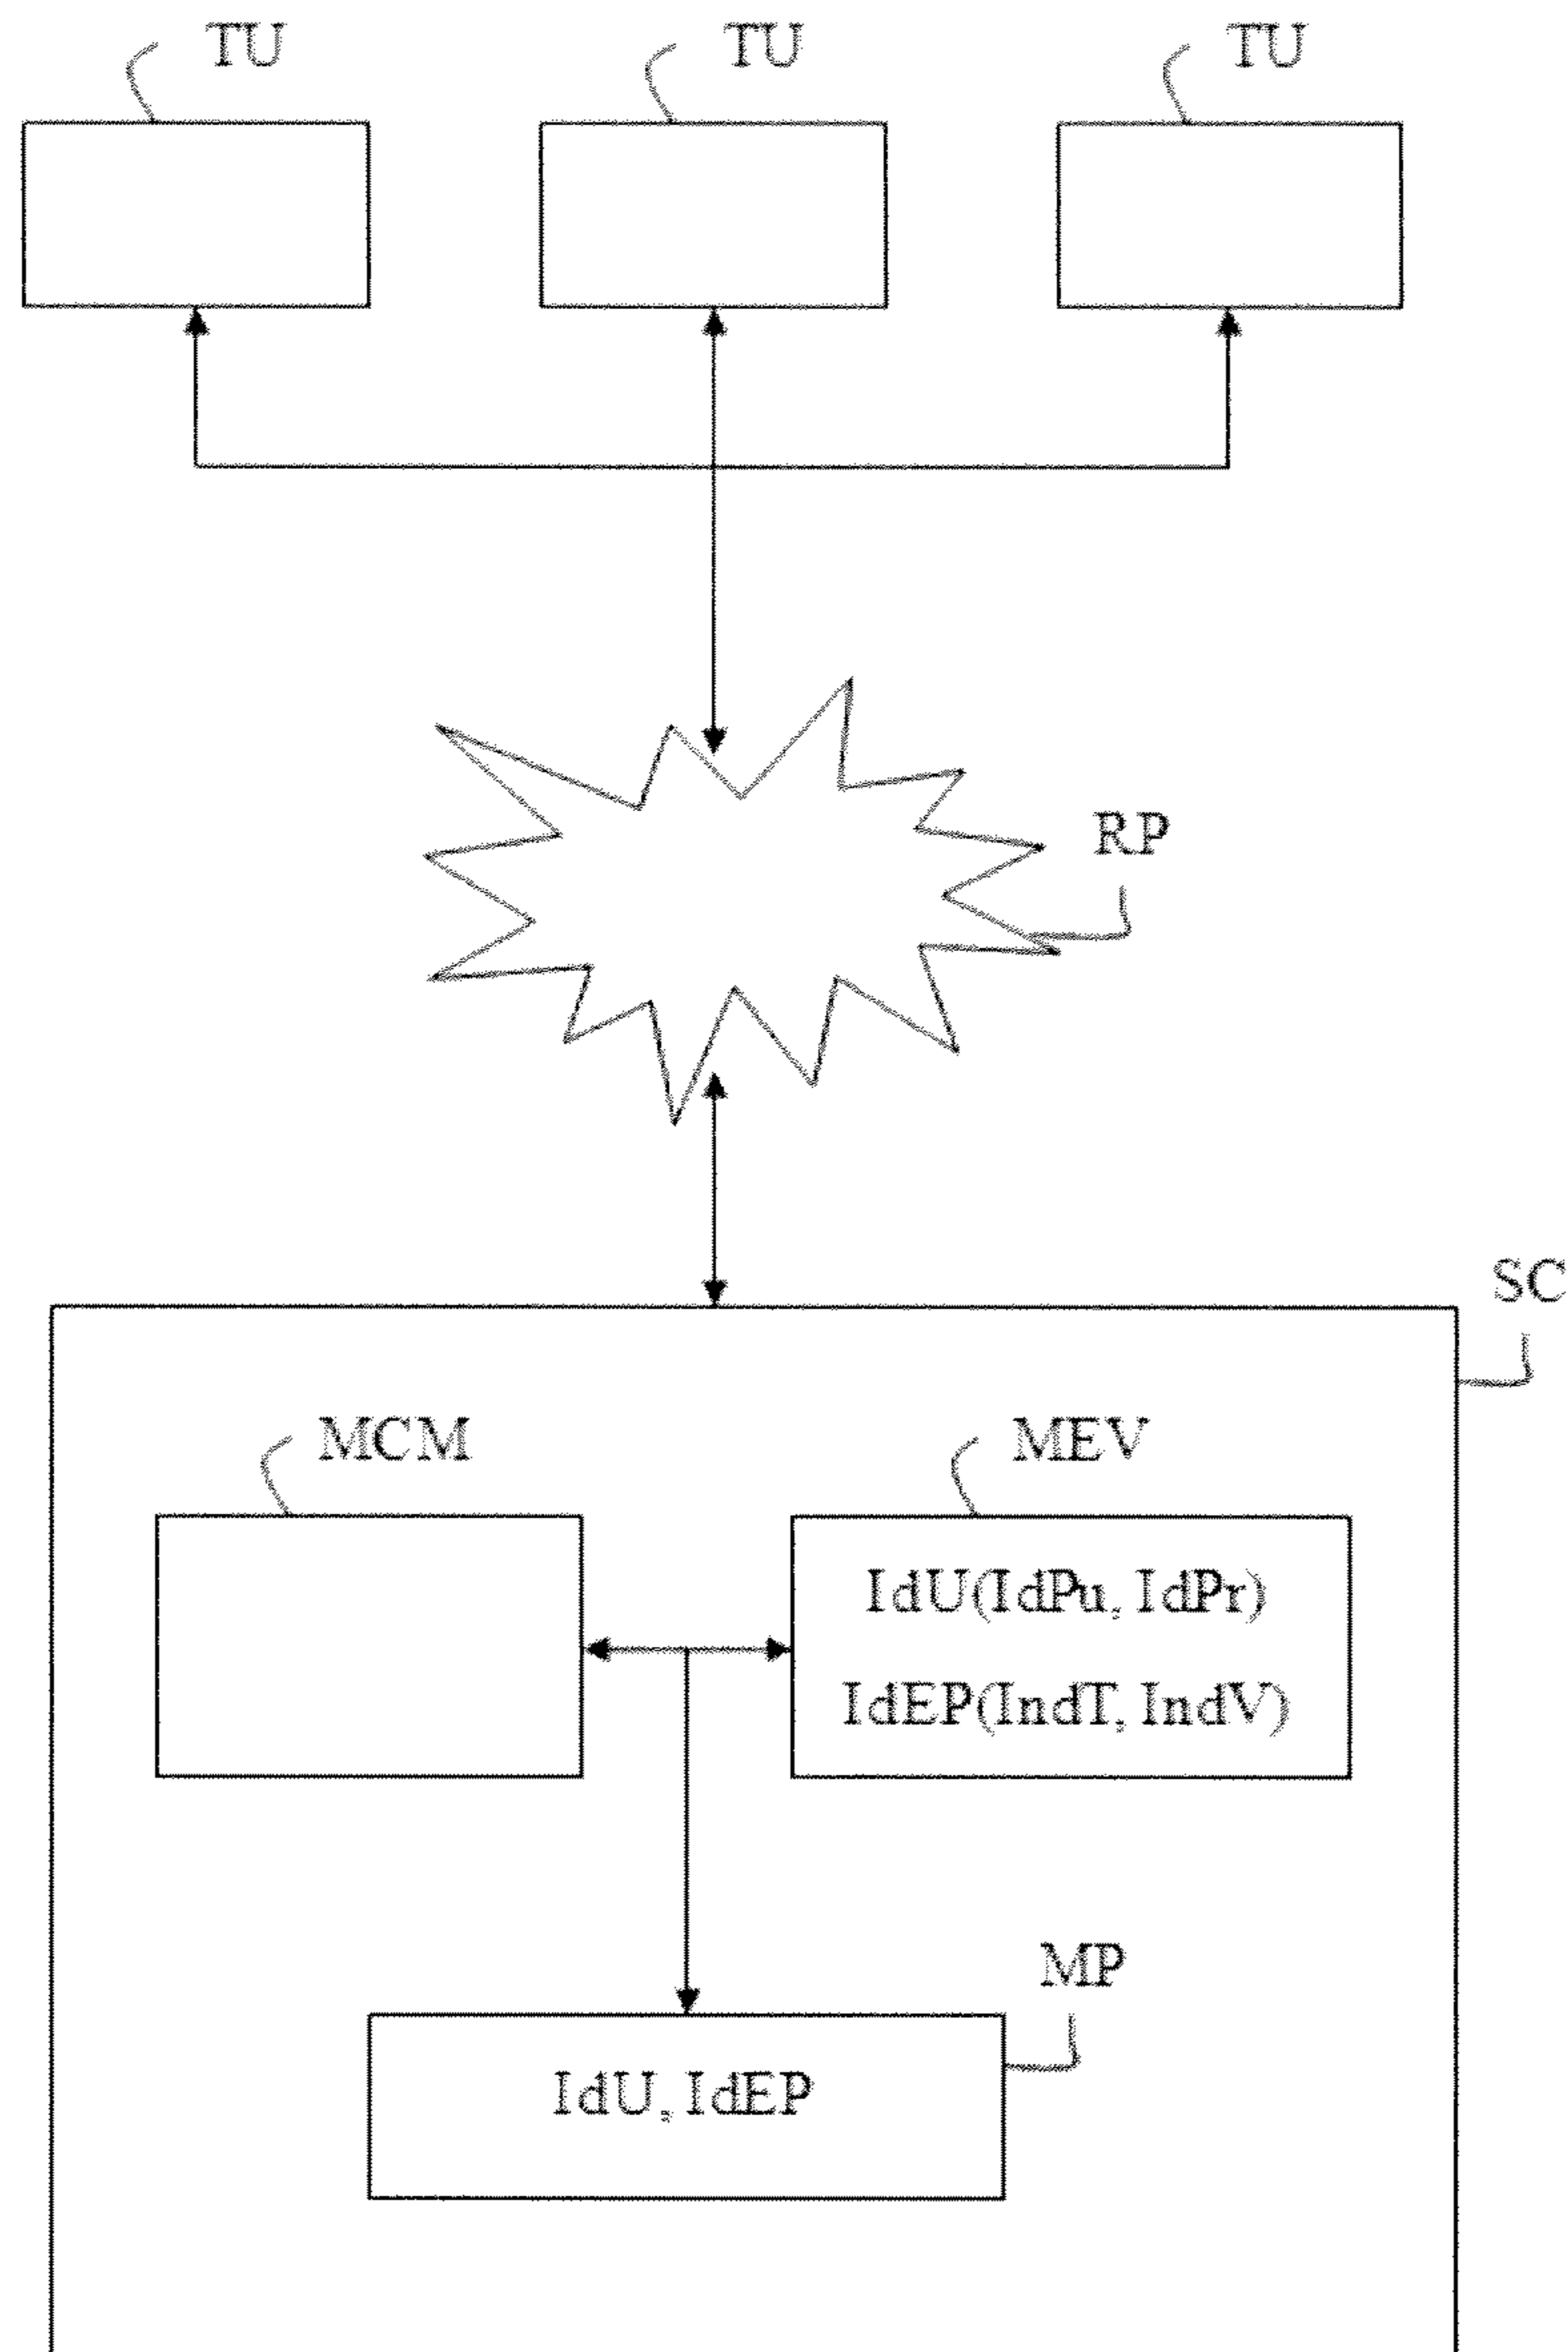 TU TU TU
RP
SC
MCM MEV
IdU(IdPu, IdPr)
IdEP(IndT, IndV)
MP
IdU, IdEP